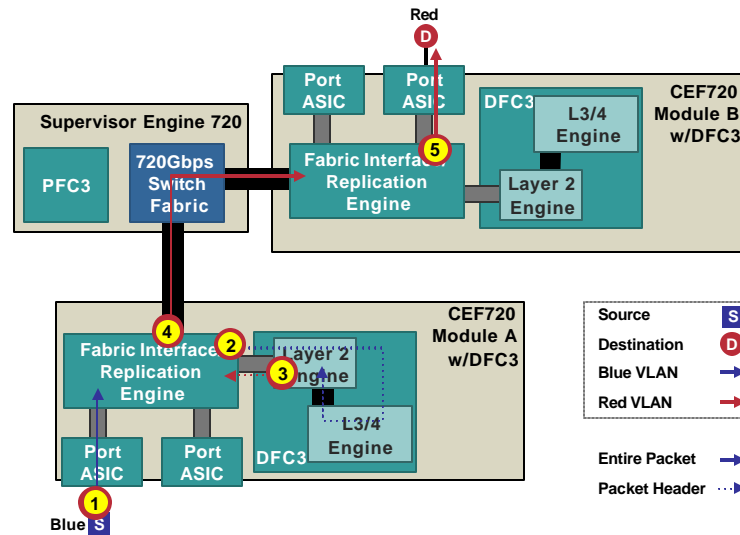 Red
D
Port
ASIC
Port
ASIC
CEF720
Module B
w/DFC3
DFC3
L3/4
Engine
Layer 2
Engine
5
Fabric Interface
Replication
Engine
Supervisor Engine 720
PFC3
720Gbps
Switch
Fabric
4
CEF720
Module A
w/DFC3
2
Fabric Interface
Replication
Engine
3
Layer 2
Engine
L3/4
Engine
DFC3
Port
ASIC
Port
ASIC
1
Blue S
Source S
Destination D
Blue VLAN
Red VLAN
Entire Packet
Packet Header